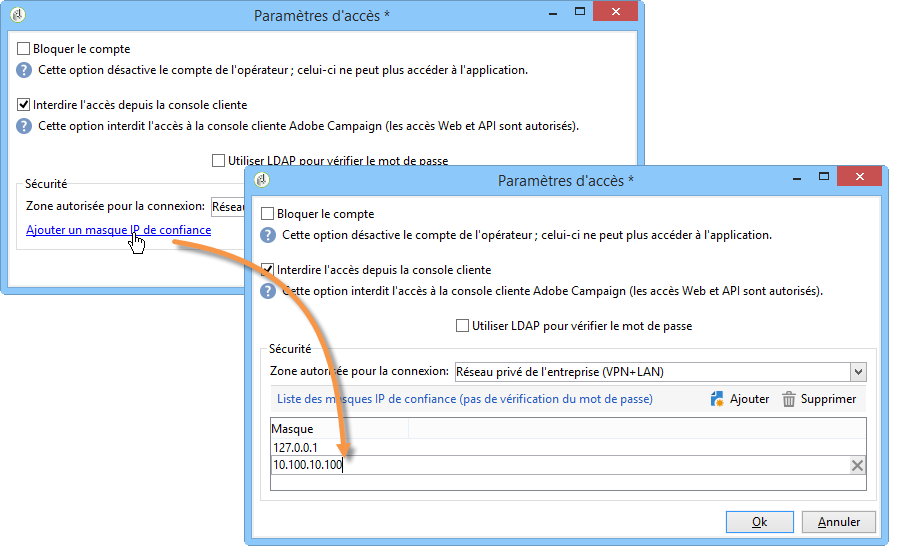 Paramètres d'accès *
Bloquer le compte
Cette option désactive le compte de l'opérateur ; celui-ci ne peut plus accéder à l'application.
Interdire l'accès depuis la console cliente
Cette option interdit l'accès à la console cliente Adobe Campaign (les accès Web et API sont autorisés).
Utiliser LDAP pour vérifier le mot de passe
Sécurité
Zone autorisée pour la connexion: Réseau
Ajouter un masque IP de confiance
Paramètres d'accès *
Bloquer le compte
Cette option désactive le compte de l'opérateur ; celui-ci ne peut plus accéder à l'application.
Interdire l'accès depuis la console cliente
Cette option interdit l'accès à la console cliente Adobe Campaign (les accès Web et API sont autorisés).
Utiliser LDAP pour vérifier le mot de passe
Sécurité
Zone autorisée pour la connexion: Réseau privé de l'entreprise (VPN+LAN)
Liste des masques IP de confiance (pas de vérification du mot de passe) Ajouter Supprimer
Masque
127.0.0.1
10.100.10.100
Ok Annuler